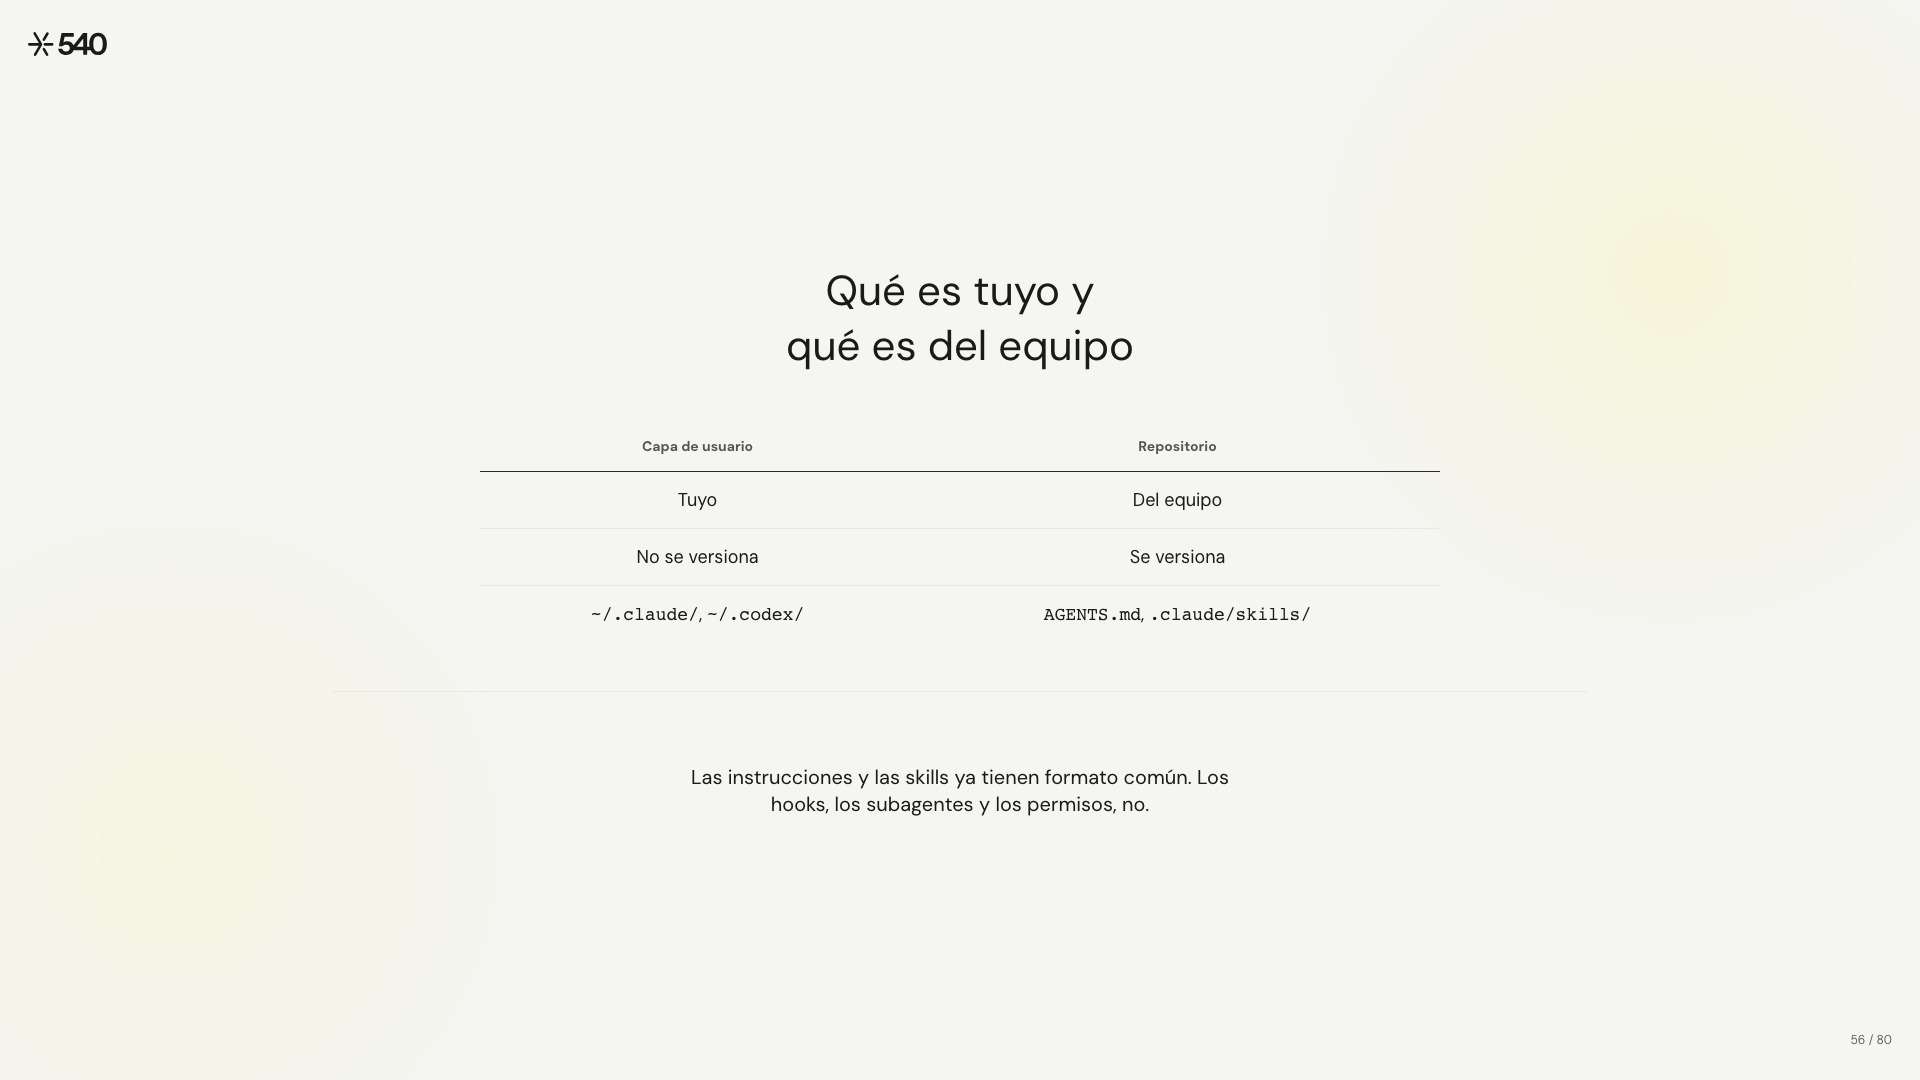 540
Qué es tuyo y
qué es del equipo
Capa de usuario Repositorio
Tuyo Del equipo
No se versiona Se versiona
~/.claude/, ~/.codex/ AGENTS.md, .claude/skills/
Las instrucciones y las skills ya tienen formato común. Los
hooks, los subagentes y los permisos, no.
56 / 80